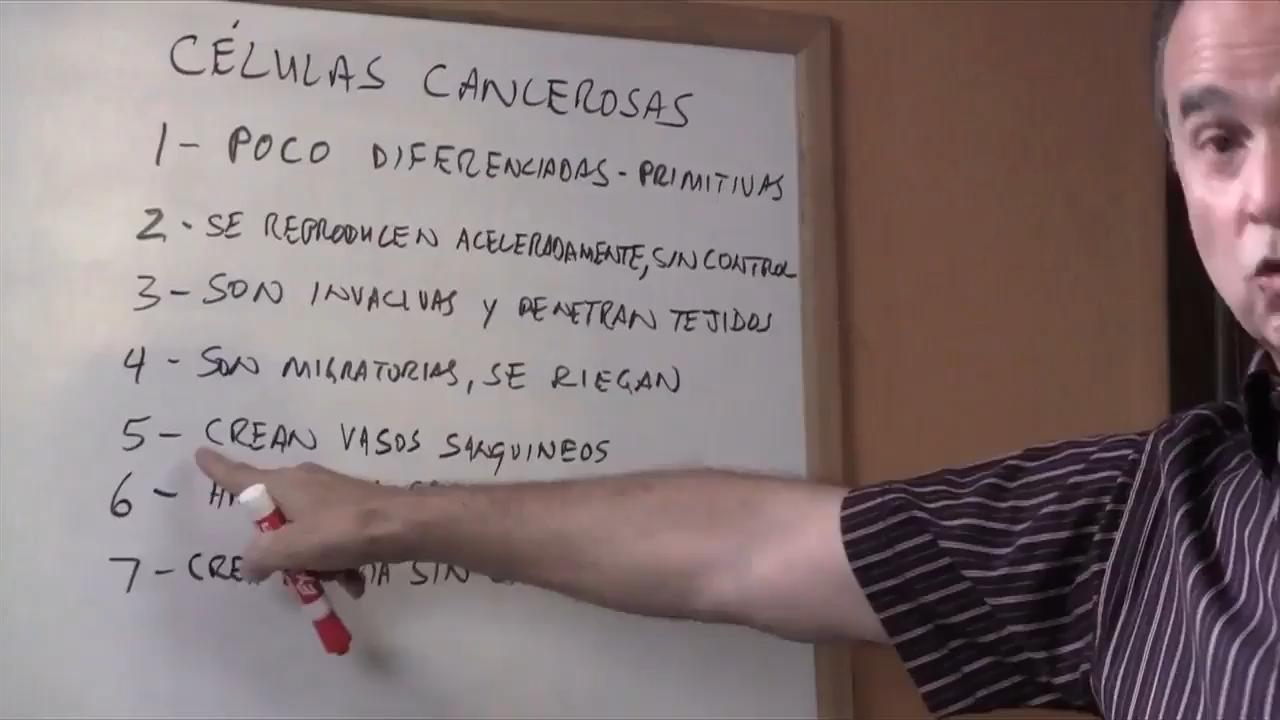 CÉLULAS CANCEROSAS
1- POCO DIFERENCIADAS - PRIMITIVAS
2- SE REPRODUCEN ACELERADAMENTE, SIN CONTROL
3- SON INVACIVAS Y PENETRAN TEJIDOS
4- SON MIGRATORIAS, SE RIEGAN
5- CREAN VASOS SANGUINEOS
6-
7- SIN